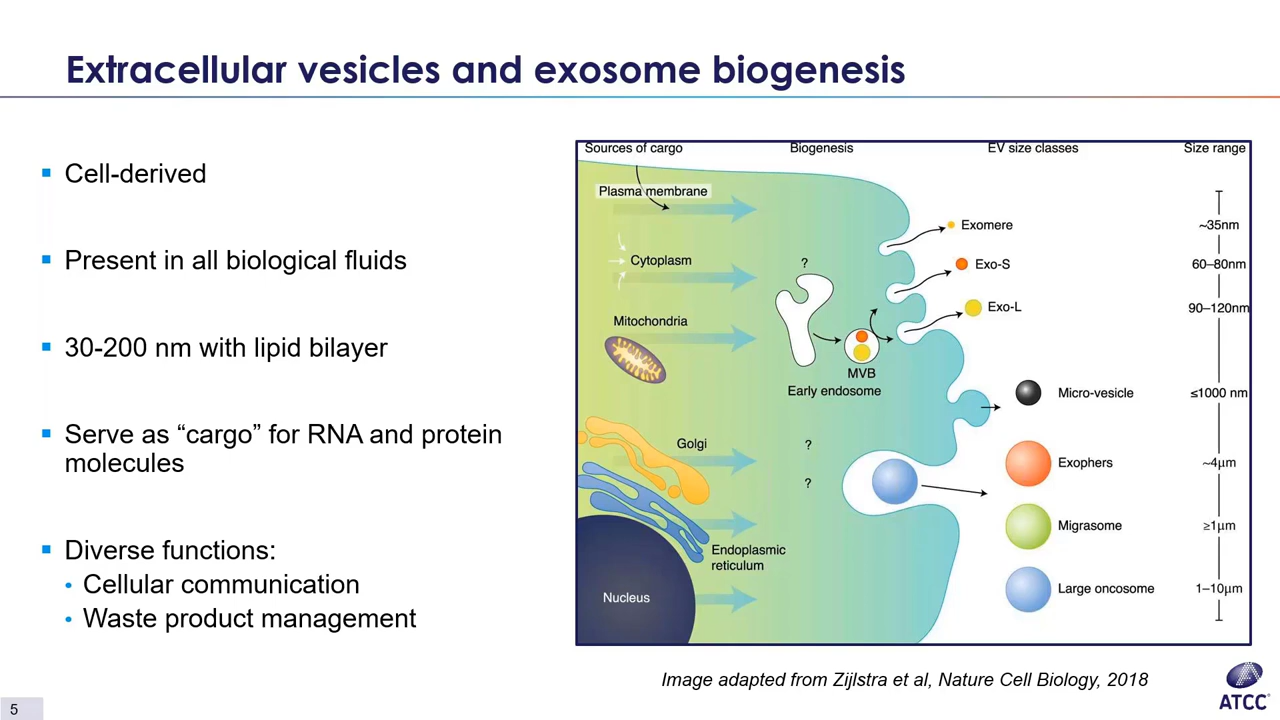 Extracellular vesicles and exosome biogenesis
Cell-derived
Present in all biological fluids
30-200 nm with lipid bilayer
Serve as “cargo” for RNA and protein
molecules
Diverse functions:
Cellular communication
Waste product management
Sources of cargo
Biogenesis
EV size classes
Size range
Plasma membrane
Cytoplasm
Mitochondria
Golgi
Endoplasmic
reticulum
Nucleus
?
MVB
Early endosome
?
?
Exomere
~35nm
Exo-S
60–80nm
Exo-L
90–120nm
Micro-vesicle
≤1000 nm
Exophers
~4µm
Migrasome
≥1µm
Large oncosome
1–10µm
Image adapted from Zijlstra et al, Nature Cell Biology, 2018
ATCC®
5